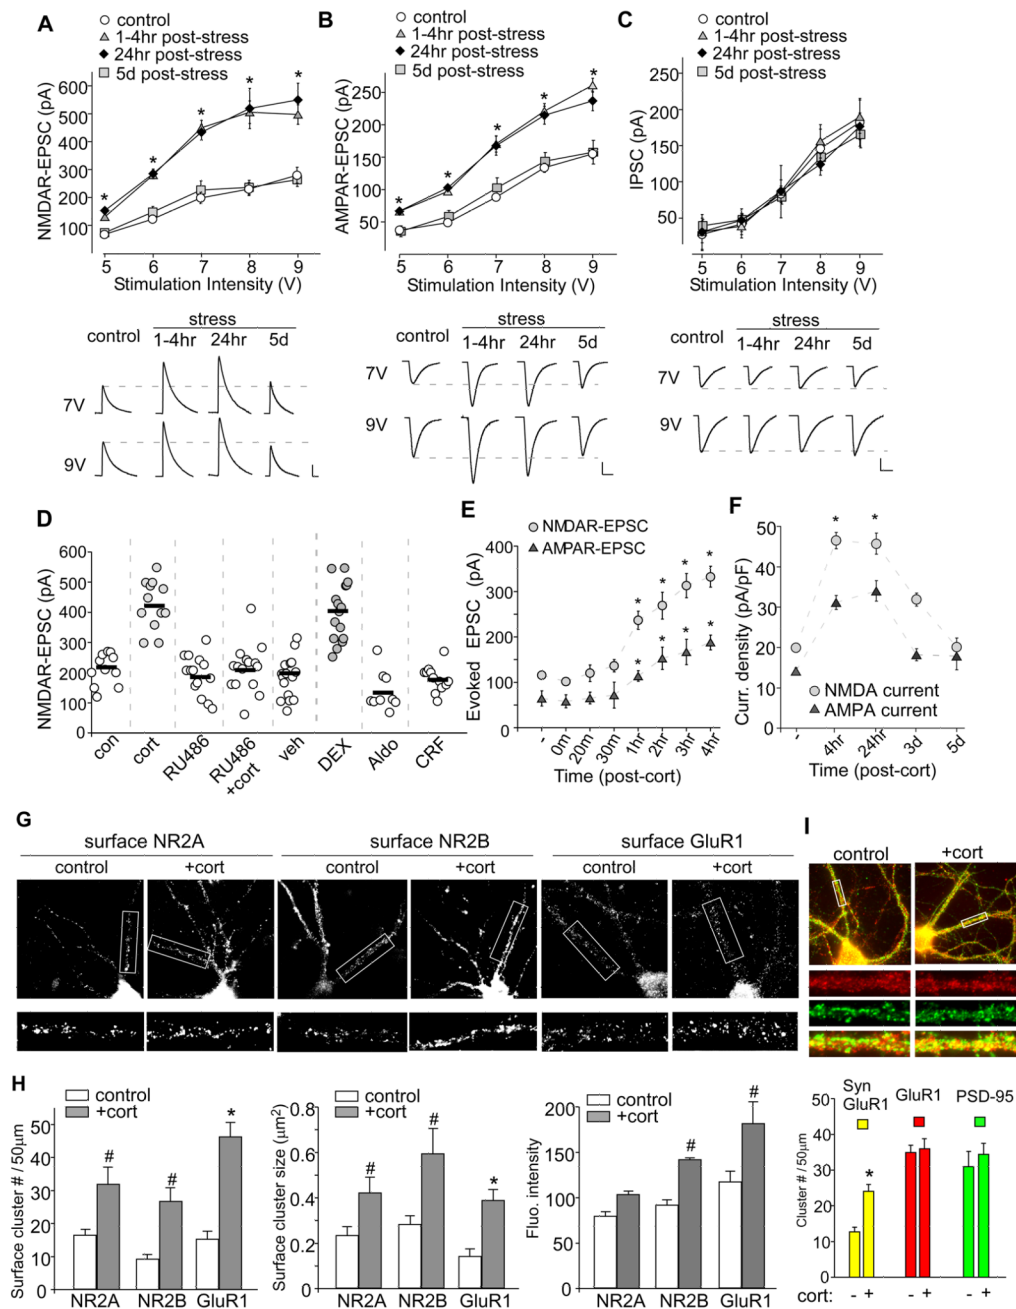 A
control
1-4hr post-stress
24hr post-stress
5d post-stress
NMDAR-EPSC (pA)
600
500
400
300
200
100
* * * * *
5 6 7 8 9
Stimulation Intensity (V)
stress
control 1-4hr 24hr 5d
7V
9V
B
control
1-4hr post-stress
24hr post-stress
5d post-stress
AMPAR-EPSC (pA)
250
200
150
100
50
* * * * *
5 6 7 8 9
Stimulation Intensity (V)
stress
control 1-4hr 24hr 5d
7V
9V
C
control
1-4hr post-stress
24hr post-stress
5d post-stress
IPSC (pA)
250
200
150
100
50
5 6 7 8 9
Stimulation Intensity (V)
stress
control 1-4hr 24hr 5d
7V
9V
D
NMDAR-EPSC (pA)
600
500
400
300
200
100
0
con cort RU486 RU486 +cort veh DEX Aldo CRF
E
NMDAR-EPSC
AMPAR-EPSC
Evoked EPSC (pA)
400
300
200
100
0
* * * *
* * * *
- 0m 20m 30m 1hr 2hr 3hr 4hr
Time (post-cort)
F
Curr. density (pA/pF)
50
40
30
20
10
0
* *
NMDA current
AMPA current
- 4hr 24hr 3d 5d
Time (post-cort)
G
surface NR2A surface NR2B surface GluR1
control +cort control +cort control +cort
H
control
+cort
Surface cluster # / 50μm
50
40
30
20
10
0
# # *
NR2A NR2B GluR1
control
+cort
Surface cluster size (μm²)
0.8
0.6
0.4
0.2
0
# # *
NR2A NR2B GluR1
control
+cort
Fluo. intensity
200
150
100
50
0
# #
NR2A NR2B GluR1
I
control +cort
Syn GluR1 GluR1 PSD-95
Cluster # / 50μm
50
40
30
20
10
0
*
cort: - + - + - +